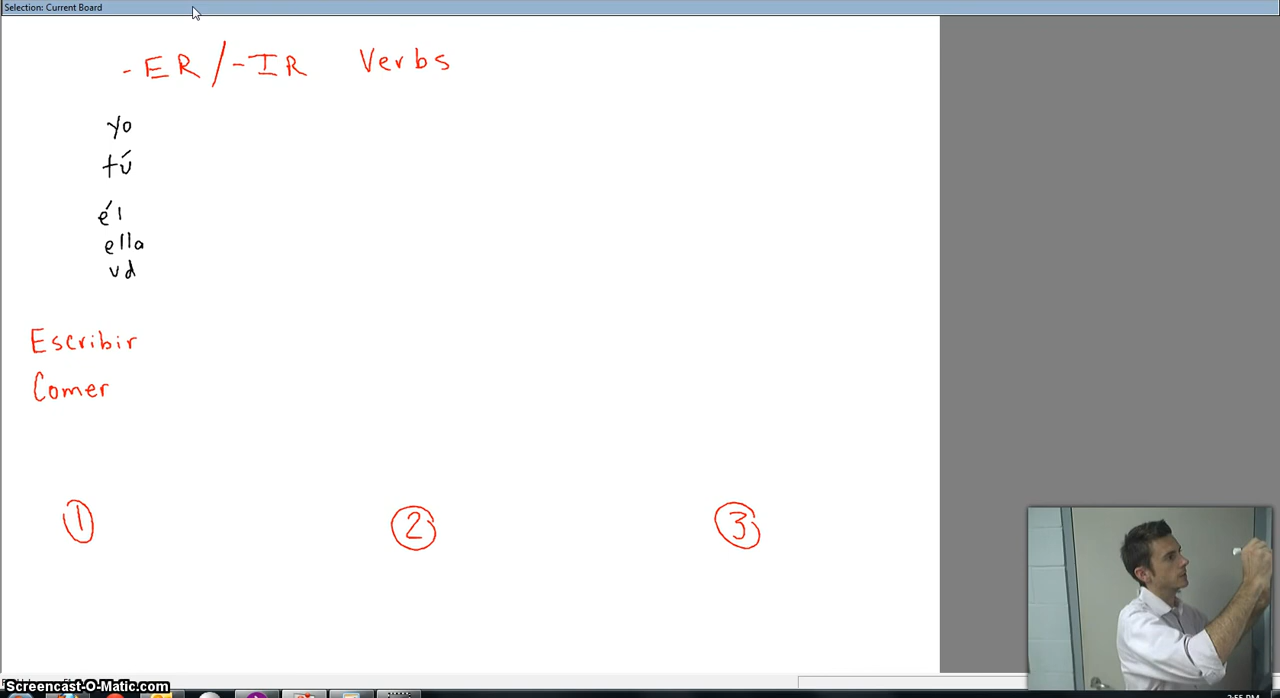 Selection: Current Board
-ER/-IR Verbs
yo
tú
él
ella
vd
Escribir
Comer
1 2 3
Screencast-O-Matic.com